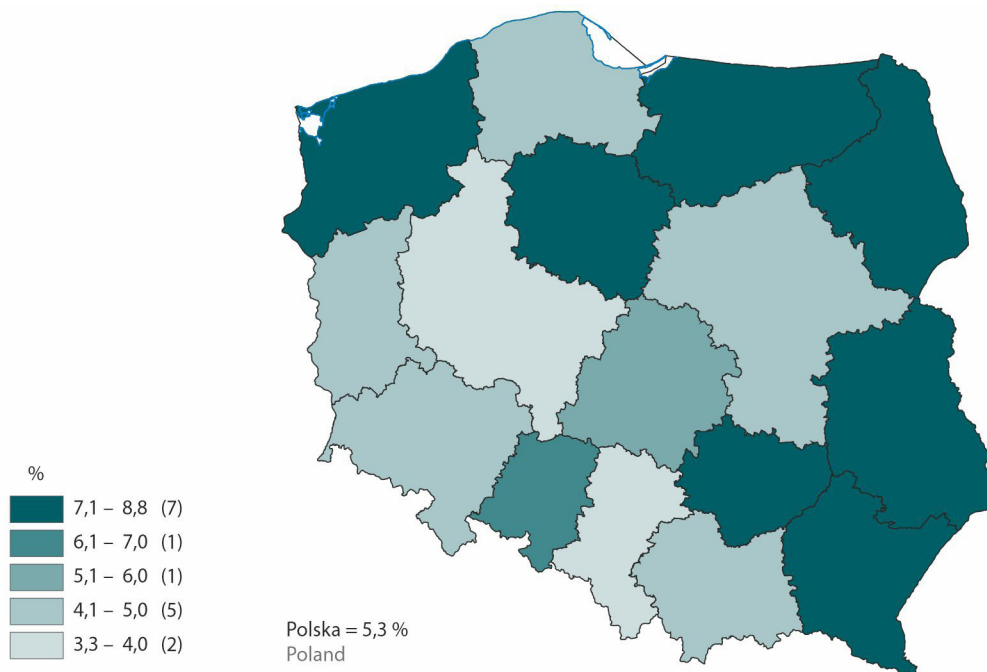 %
7,1 – 8,8 (7)
6,1 – 7,0 (1)
5,1 – 6,0 (1)
4,1 – 5,0 (5)
3,3 – 4,0 (2)
Polska = 5,3 %
Poland